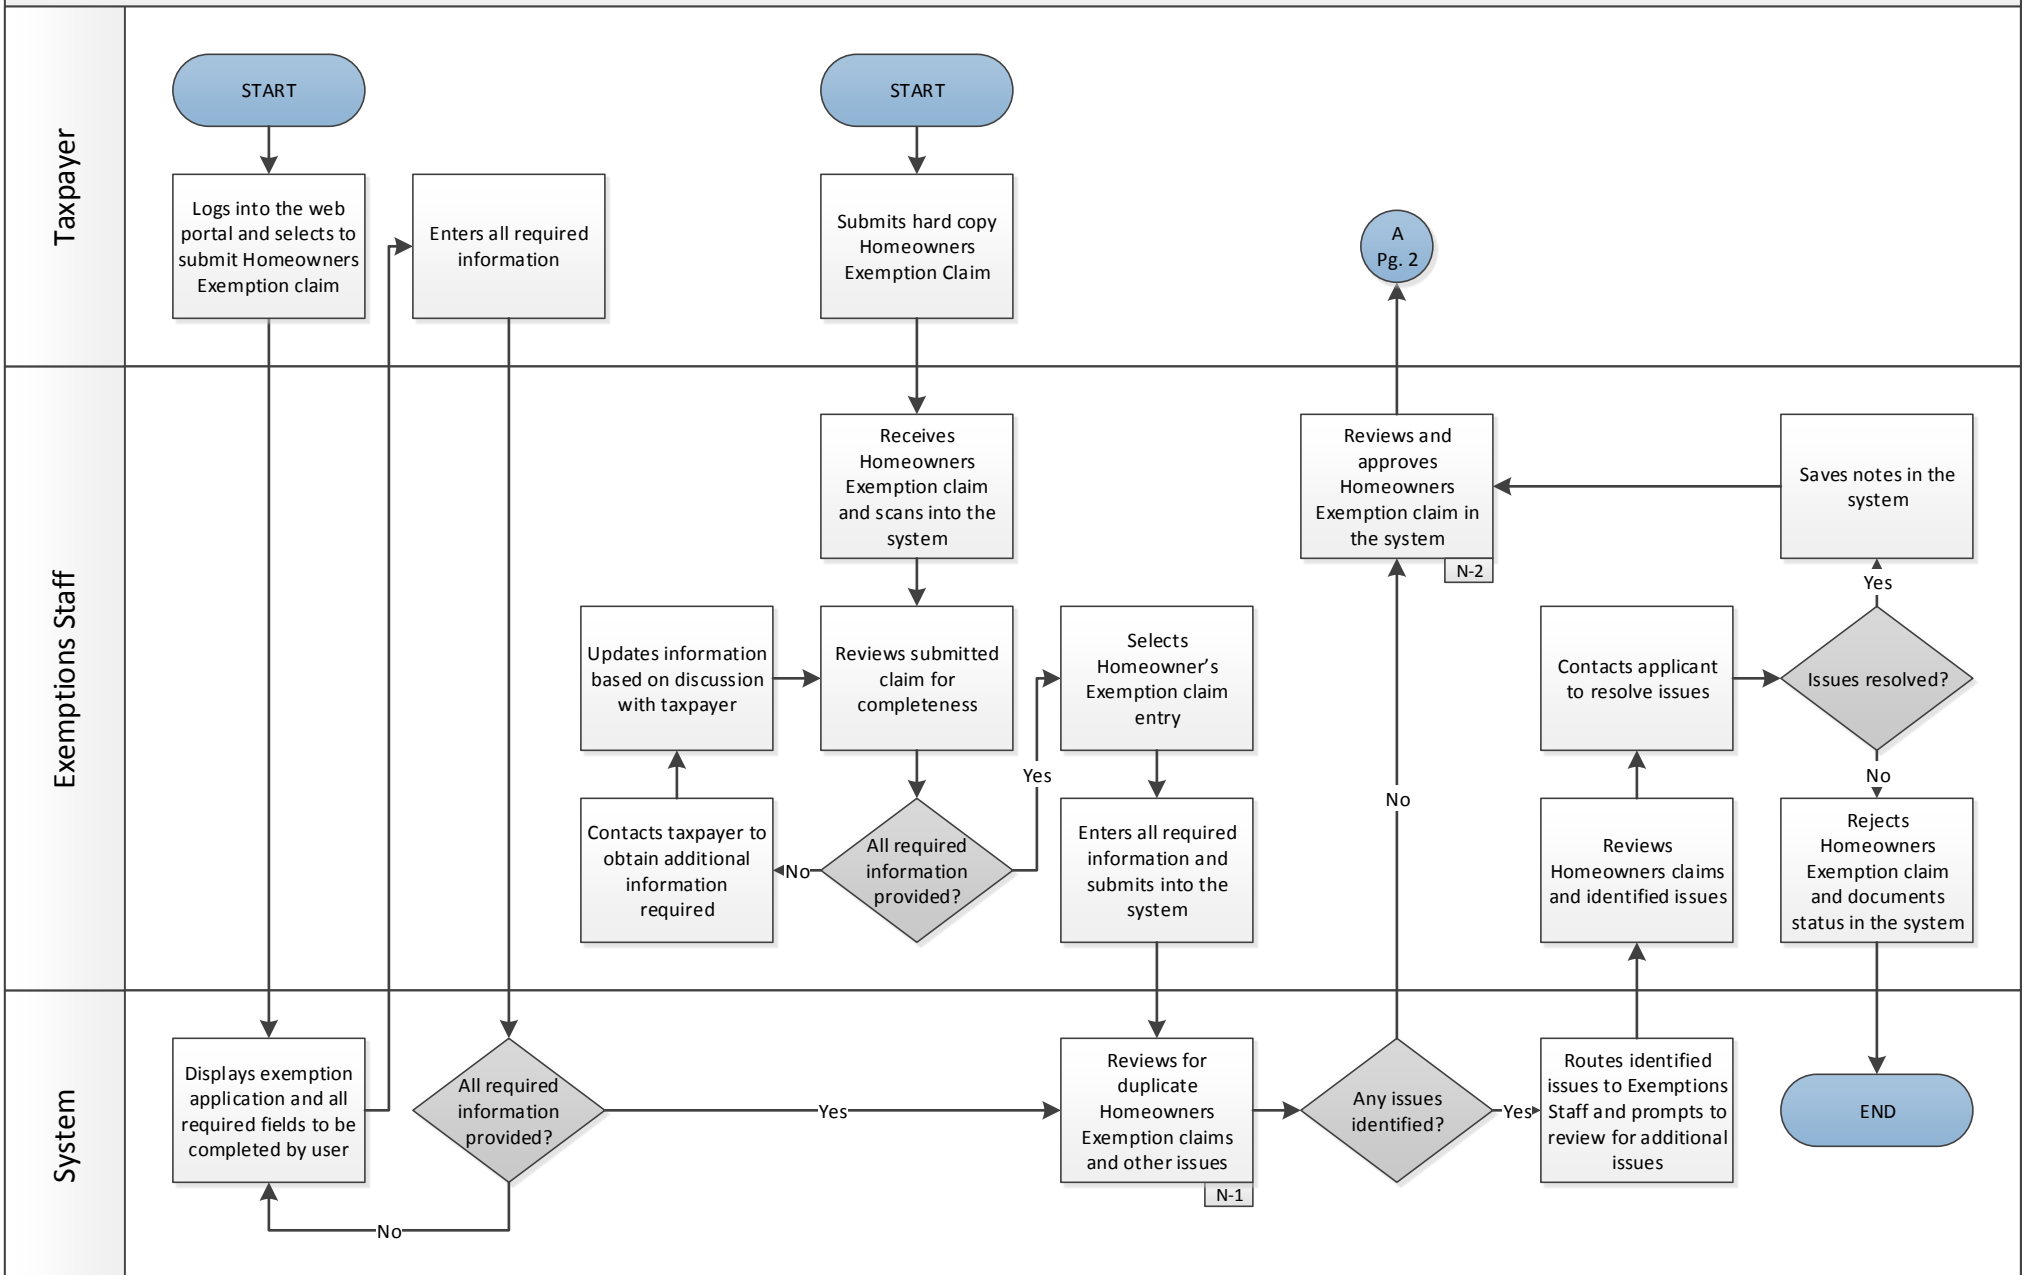 Taxpayer
START
Logs into the web
portal and selects to
submit Homeowners
Exemption claim
Enters all required
information
START
Submits hard copy
Homeowners
Exemption Claim
A
Pg. 2
Exemptions Staff
Receives
Homeowners
Exemption claim
and scans into the
system
Updates information
based on discussion
with taxpayer
Reviews submitted
claim for
completeness
Contacts taxpayer to
obtain additional
information
required
No
All required
information
provided?
Yes
Selects
Homeowner’s
Exemption claim
entry
Enters all required
information and
submits into the
system
Reviews and
approves
Homeowners
Exemption claim in
the system
N-2
No
Contacts applicant
to resolve issues
Reviews
Homeowners claims
and identified issues
Saves notes in the
system
Yes
Issues resolved?
No
Rejects
Homeowners
Exemption claim
and documents
status in the system
System
Displays exemption
application and all
required fields to be
completed by user
No
All required
information
provided?
Yes
Reviews for
duplicate
Homeowners
Exemption claims
and other issues
N-1
Any issues
identified?
Yes
Routes identified
issues to Exemptions
Staff and prompts to
review for additional
issues
END